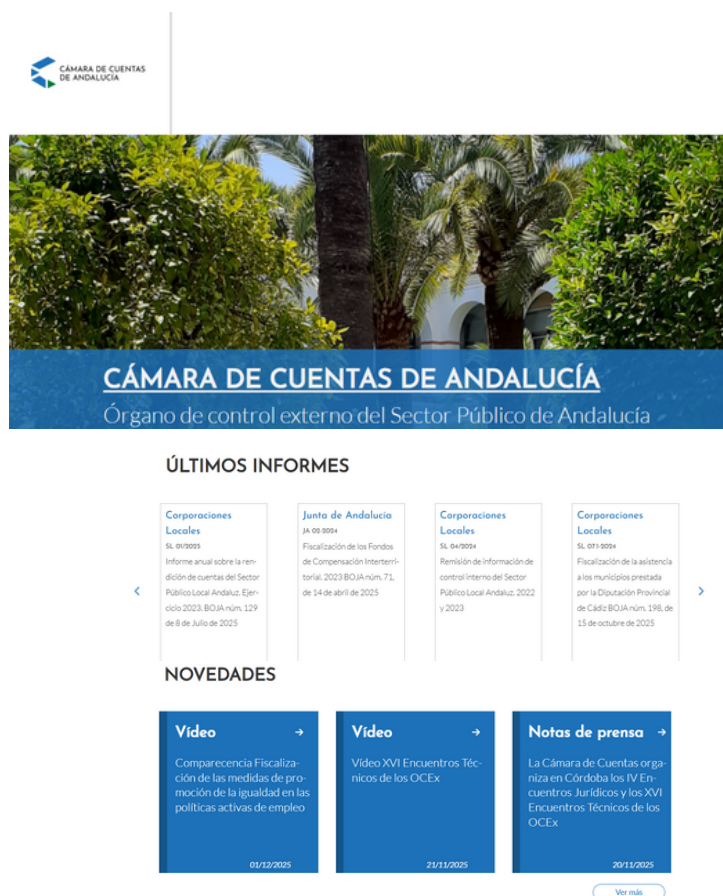 CÁMARA DE CUENTAS
DE ANDALUCÍA
CÁMARA DE CUENTAS DE ANDALUCÍA
Órgano de control externo del Sector Público de Andalucía
ÚLTIMOS INFORMES
Corporaciones
Locales
SL 01/2025
Informe anual sobre la ren-
dición de cuentas del Sector
Público Local Andaluz. Ejer-
cicio 2023. BOJA núm. 129
de 8 de Julio de 2025
Junta de Andalucía
JA 02-2024
Fiscalización de los Fondos
de Compensación Interterri-
torial. 2023 BOJA núm. 71,
de 14 de abril de 2025
Corporaciones
Locales
SL 04/2024
Remisión de información de
control interno del Sector
Público Local Andaluz. 2022
y 2023
Corporaciones
Locales
SL 07.1-2024
Fiscalización de la asistencia
a los municipios prestada
por la Diputación Provincial
de Cádiz BOJA núm. 198, de
15 de octubre de 2025
NOVEDADES
Vídeo
Comparecencia Fiscaliza-
ción de las medidas de pro-
moción de la igualdad en las
políticas activas de empleo
01/12/2025
Vídeo
Vídeo XVI Encuentros Téc-
nicos de los OCEx
21/11/2025
Notas de prensa
La Cámara de Cuentas orga-
niza en Córdoba los IV En-
cuentros Jurídicos y los XVI
Encuentros Técnicos de los
OCEx
20/11/2025
Ver más